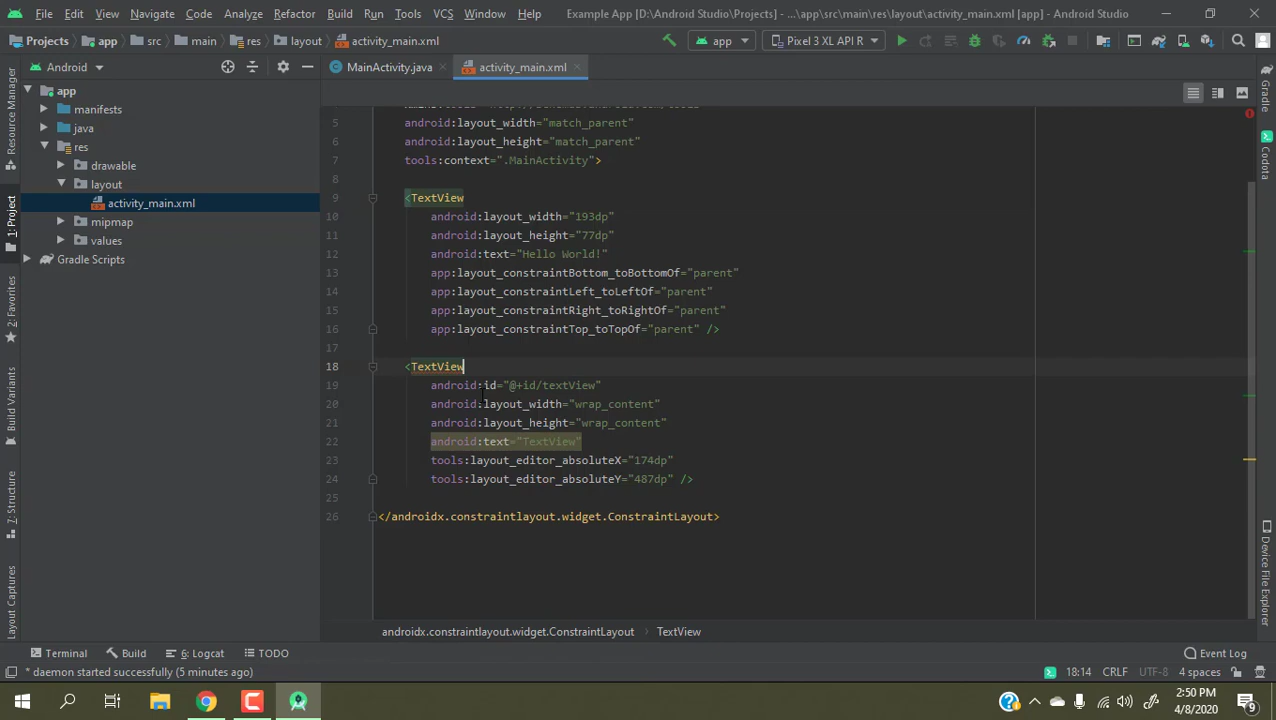 File Edit View Navigate Code Analyze Refactor Build Run Tools VCS Window Help Example App [D:\Android Studio\Projects] - ...\app\src\main\res\layout\activity_main.xml [app] - Android Studio
Projects app src main res layout activity_main.xml app Pixel 3 XL API R
Android MainActivity.java activity_main.xml
Resource Manager
1: Project
2: Favorites
Build Variants
7: Structure
Layout Captures
app
manifests
java
res
drawable
layout
activity_main.xml
mipmap
values
Gradle Scripts
5 android:layout_width="match_parent"
6 android:layout_height="match_parent"
7 tools:context=".MainActivity">
8
9 <TextView
10 android:layout_width="193dp"
11 android:layout_height="77dp"
12 android:text="Hello World!"
13 app:layout_constraintBottom_toBottomOf="parent"
14 app:layout_constraintLeft_toLeftOf="parent"
15 app:layout_constraintRight_toRightOf="parent"
16 app:layout_constraintTop_toTopOf="parent" />
17
18 <TextView
19 android:id="@+id/textView"
20 android:layout_width="wrap_content"
21 android:layout_height="wrap_content"
22 android:text="TextView"
23 tools:layout_editor_absoluteX="174dp"
24 tools:layout_editor_absoluteY="487dp" />
25
26 </androidx.constraintlayout.widget.ConstraintLayout>
Gradle
Codota
Device File Explorer
androidx.constraintlayout.widget.ConstraintLayout TextView
Terminal Build 6: Logcat TODO Event Log
* daemon started successfully (5 minutes ago) 18:14 CRLF UTF-8 4 spaces
2:50 PM
4/8/2020
9